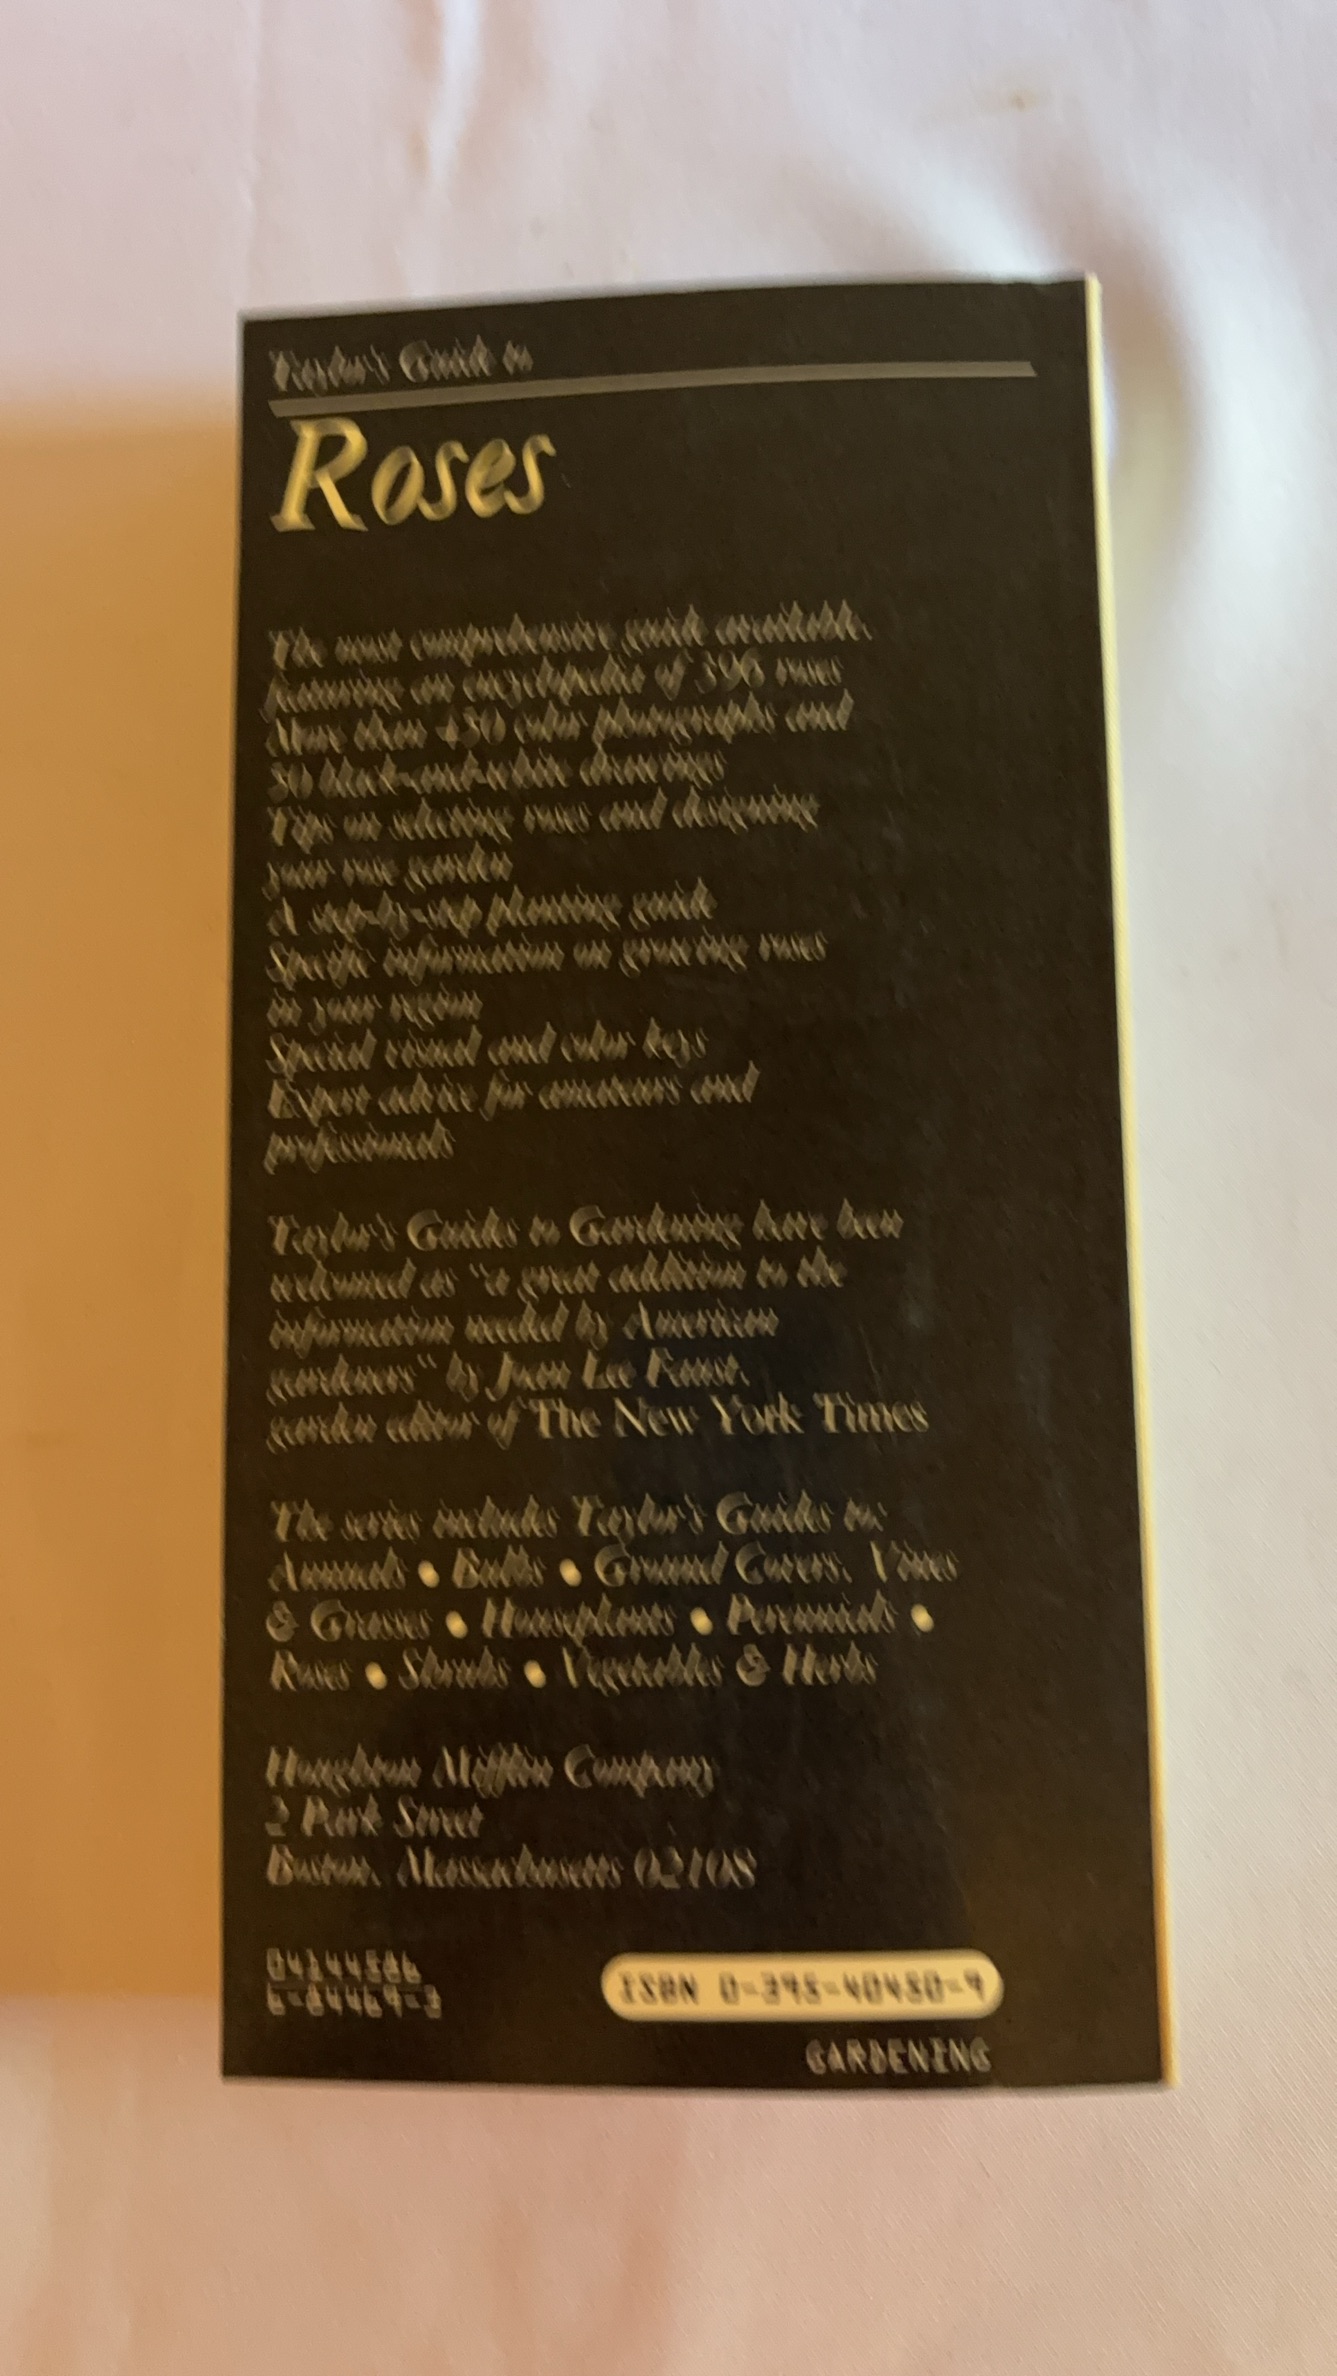 Taylor's Guide to
Roses
The most comprehensive guide available,
featuring an encyclopedia of 396 roses
More than 450 color photographs and
50 black-and-white drawings
Tips on selecting roses and designing
your rose garden
A step-by-step planting guide
Specific information on growing roses
in your region
Special visual and color keys
Expert advice for amateurs and
professionals
Taylor's Guides to Gardening have been
welcomed as "a great addition to the
information needed by American
gardeners" by Joan Lee Faust,
garden editor of The New York Times
The series includes Taylor's Guides to:
Annuals • Bulbs • Ground Covers, Vines
& Grasses • Houseplants • Perennials •
Roses • Shrubs • Vegetables & Herbs
Houghton Mifflin Company
2 Park Street
Boston, Massachusetts 02108
ISBN 0-395-40450-9
GARDENING